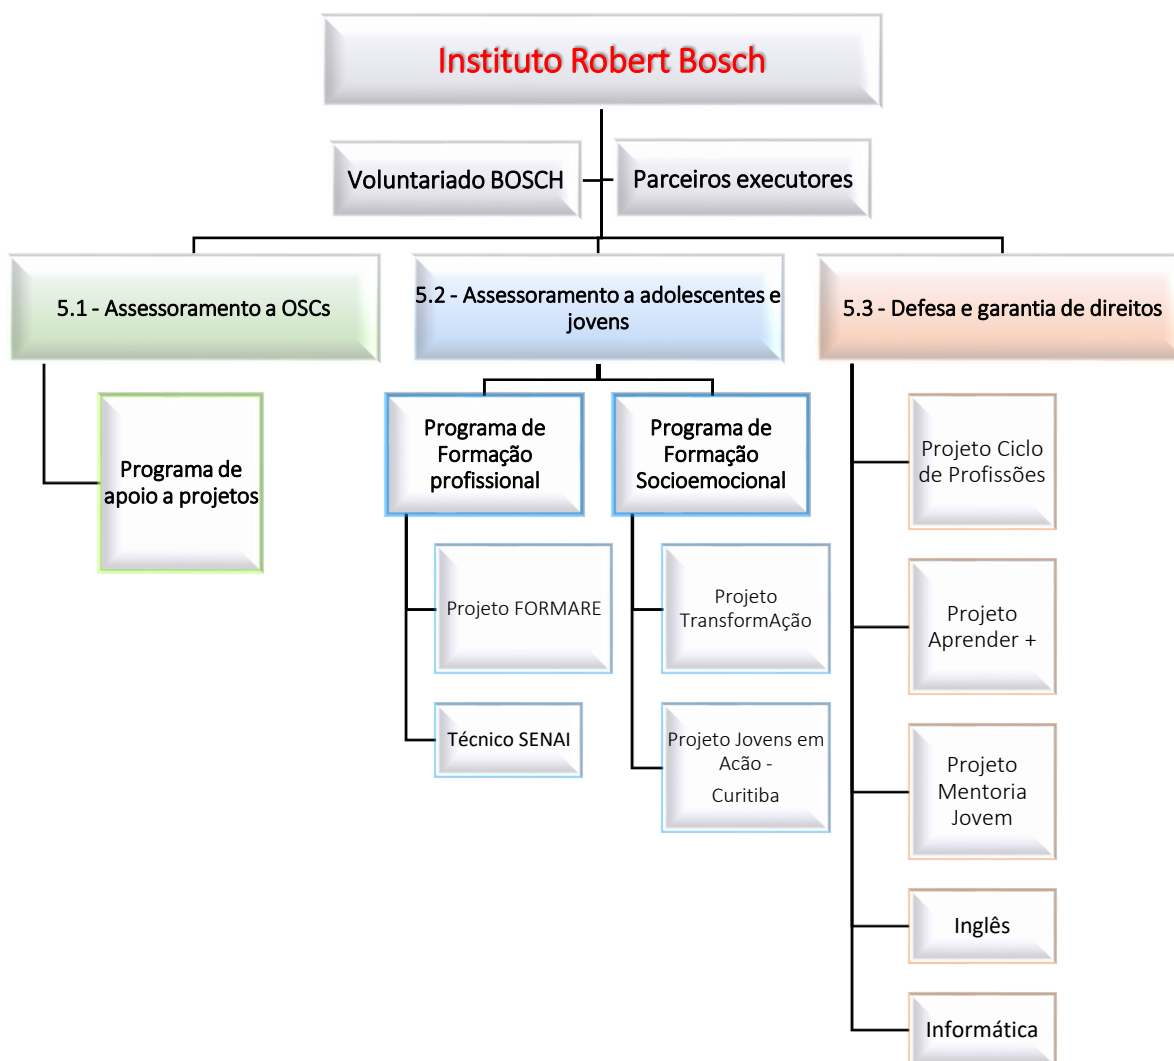 Instituto Robert Bosch
Voluntariado BOSCH
Parceiros executores
5.1 - Assessoramento a OSCs
5.2 - Assessoramento a adolescentes e
jovens
5.3 - Defesa e garantia de direitos
Programa de
apoio a projetos
Programa de
Formação
profissional
Projeto FORMARE
Técnico SENAI
Programa de
Formação
Socioemocional
Projeto
TransformAção
Projeto Jovens em
Acão -
Curitiba
Projeto Ciclo
de Profissões
Projeto
Aprender +
Projeto
Mentoria
Jovem
Inglês
Informática